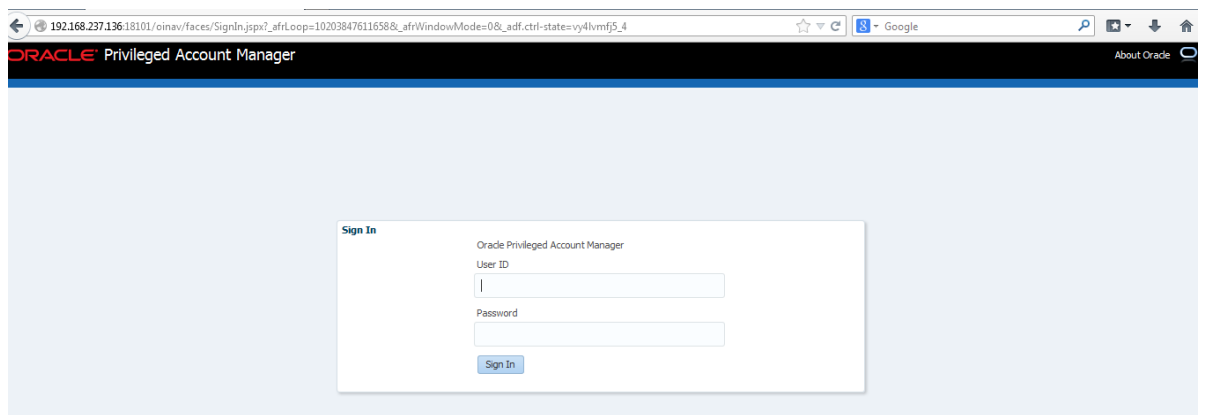 192.168.237.136:18101/oinav/faces/SignIn.jspx?_afrLoop=10203847611658&_afrWindowMode=0&_adf.ctrl-state=vy4lvmfj5_4
8 - Google
ORACLE Privileged Account Manager
About Oracle
Sign In
Oracle Privileged Account Manager
User ID
Password
Sign In